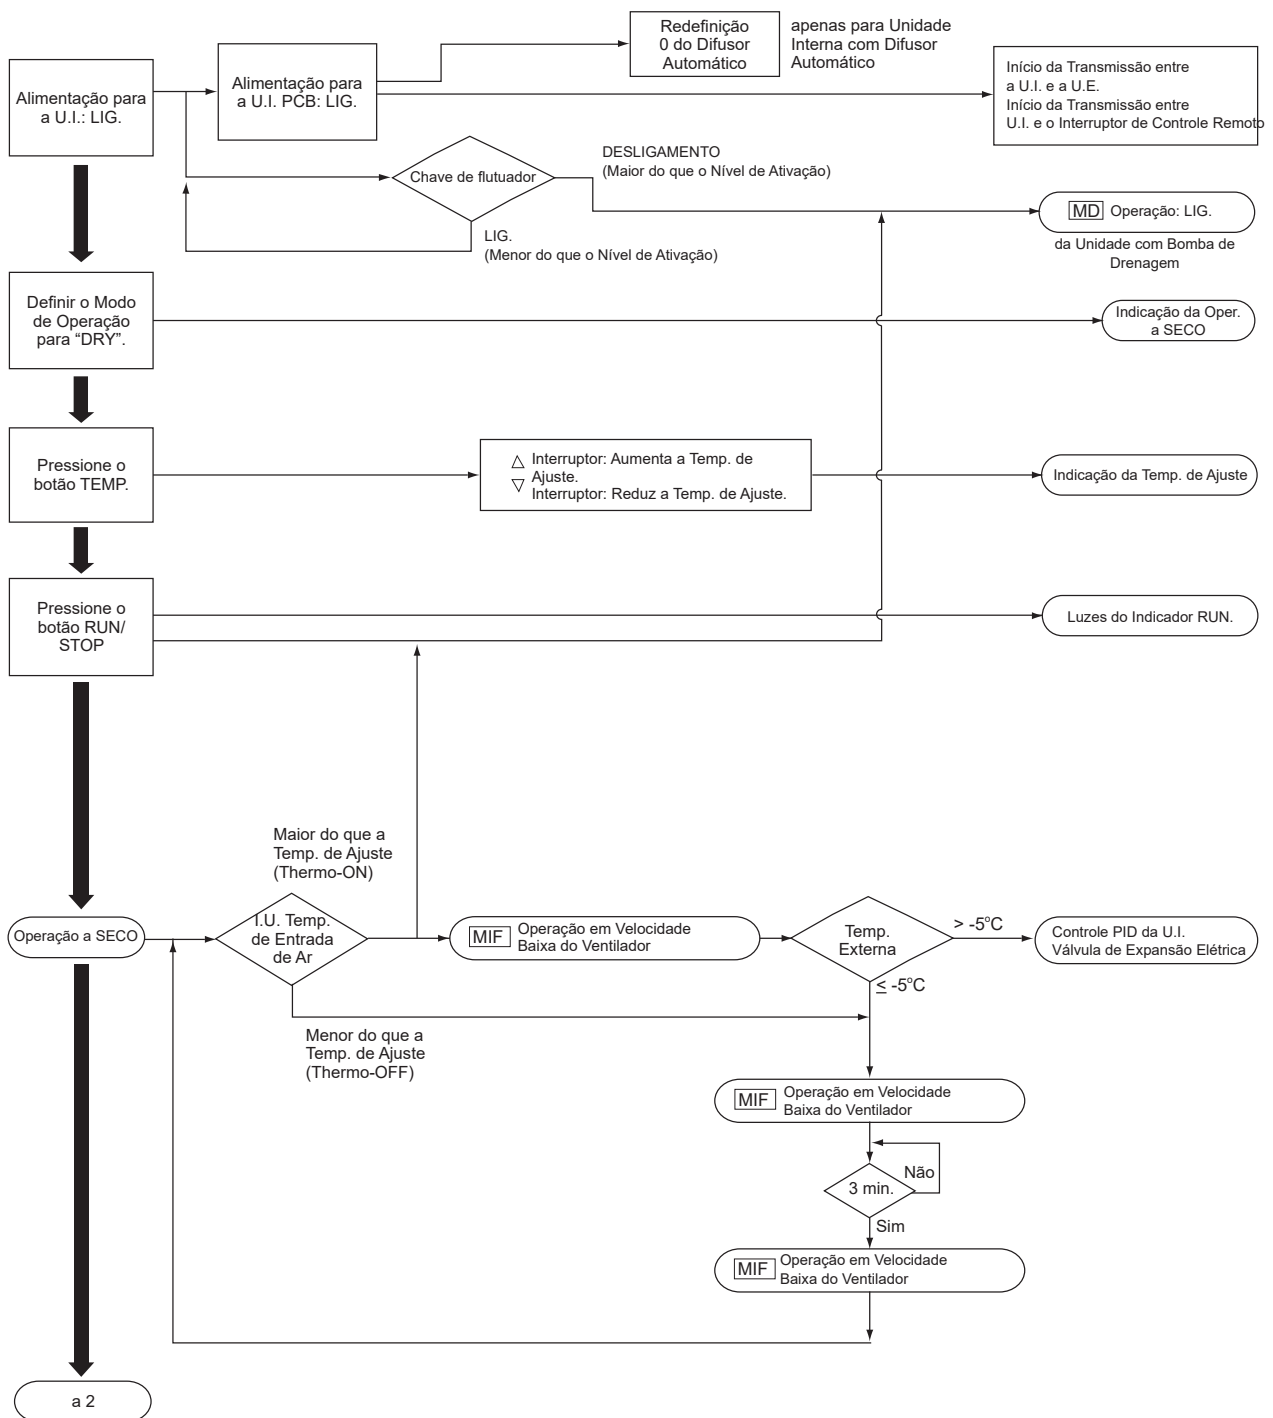 Redefinição
0 do Difusor
Automático
apenas para Unidade
Interna com Difusor
Automático
Alimentação para
a U.I.: LIG.
Alimentação para
a U.I. PCB: LIG.
Início da Transmissão entre
a U.I. e a U.E.
Início da Transmissão entre
U.I. e o Interruptor de Controle Remoto
Chave de flutuador
DESLIGAMENTO
(Maior do que o Nível de Ativação)
LIG.
(Menor do que o Nível de Ativação)
MD Operação: LIG.
da Unidade com Bomba de
Drenagem
Definir o Modo
de Operação
para “DRY”.
Indicação da Oper.
a SECO
Pressione o
botão TEMP.
△ Interruptor: Aumenta a Temp. de
Ajuste.
▽ Interruptor: Reduz a Temp. de Ajuste.
Indicação da Temp. de Ajuste
Pressione o
botão RUN/
STOP
Luzes do Indicador RUN.
Maior do que a
Temp. de Ajuste
(Thermo-ON)
Operação a SECO
I.U. Temp.
de Entrada
de Ar
MIF Operação em Velocidade
Baixa do Ventilador
Temp.
Externa
> -5°C
Controle PID da U.I.
Válvula de Expansão Elétrica
≤ -5°C
Menor do que a
Temp. de Ajuste
(Thermo-OFF)
MIF Operação em Velocidade
Baixa do Ventilador
Não
3 min.
Sim
MIF Operação em Velocidade
Baixa do Ventilador
a 2